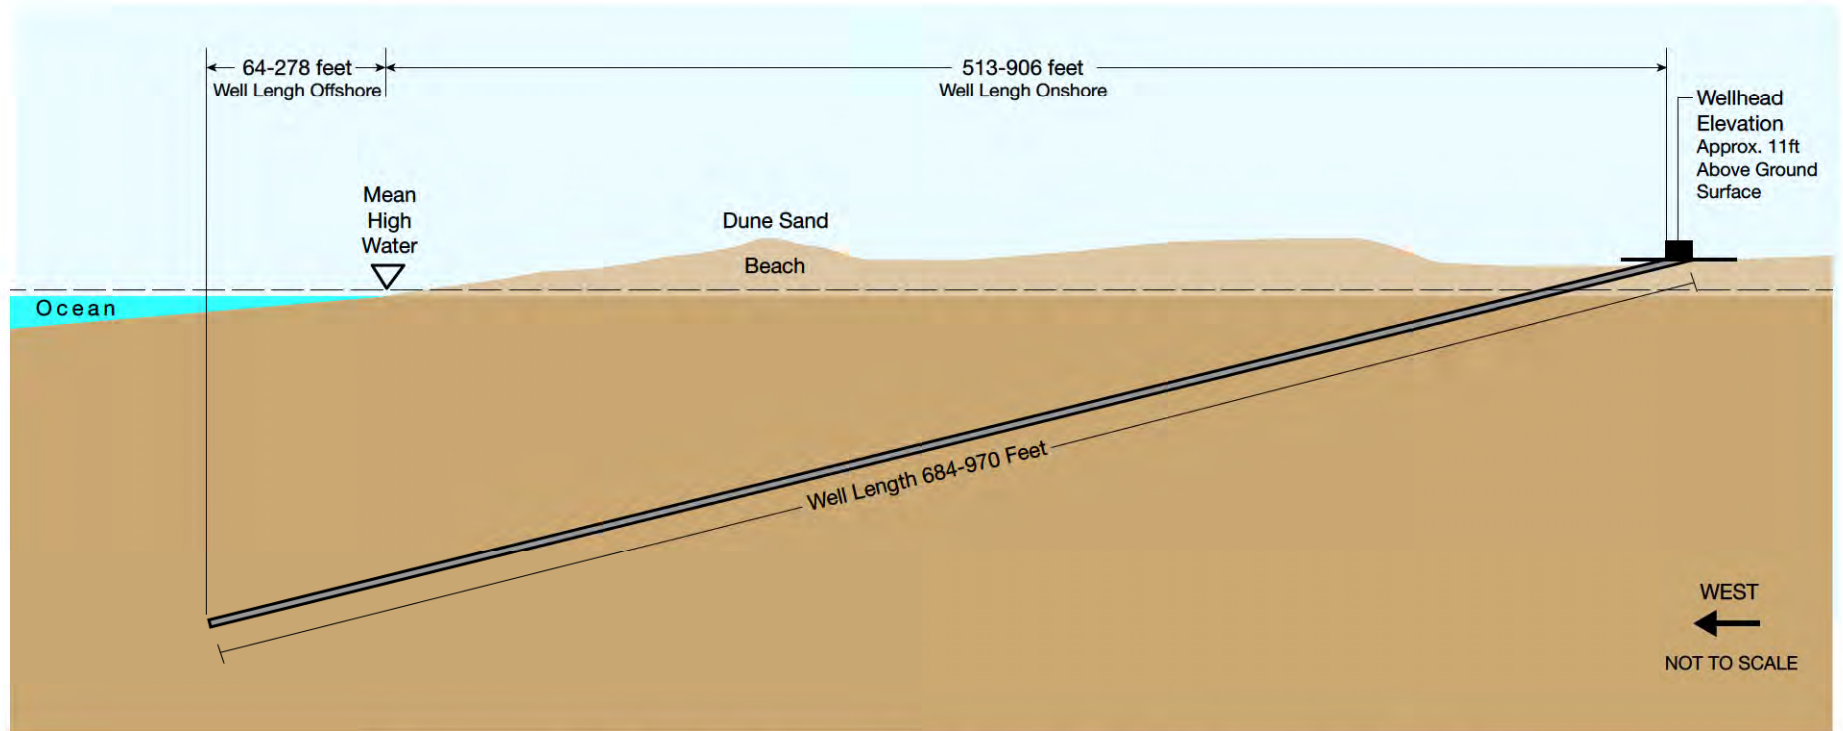 64-278 feet
Well Lengh Offshore
513-906 feet
Well Lengh Onshore
Wellhead
Elevation
Approx. 11ft
Above Ground
Surface
Mean
High
Water
Dune Sand
Beach
Ocean
Well Length 684-970 Feet
WEST
NOT TO SCALE